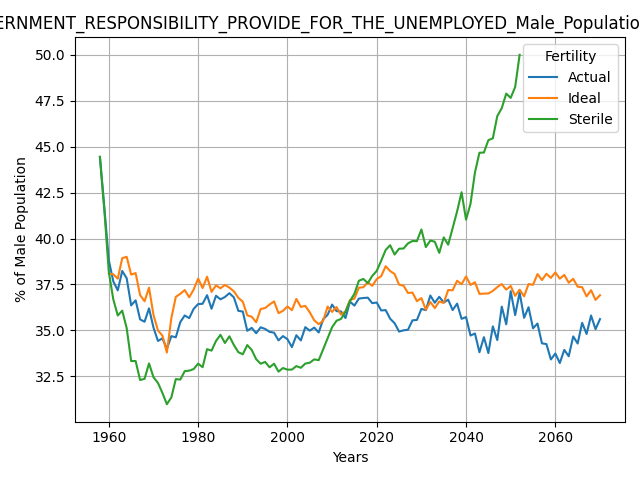 ERNMENT_RESPONSIBILITY_PROVIDE_FOR_THE_UNEMPLOYED_Male_Populatio
Fertility
Actual
Ideal
Sterile
% of Male Population
50.0
47.5
45.0
42.5
40.0
37.5
35.0
32.5
1960 1980 2000 2020 2040 2060
Years